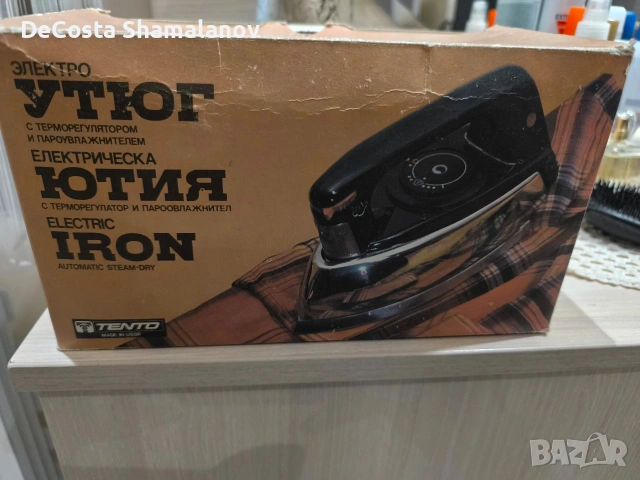 DeCosta Shamalanov
ЭЛЕКТРО
УТЮГ
С ТЕРМОРЕГУЛЯТОРОМ
И ПАРОУВЛАЖНИТЕЛЕМ
ЕЛЕКТРИЧЕСКА
ЮТИЯ
С ТЕРМОРЕГУЛАТОР И ПАРООВЛАЖНИТЕЛ
ELECTRIC
IRON
AUTOMATIC STEAM-DRY
TENTO
MADE IN USSR
BAZAR